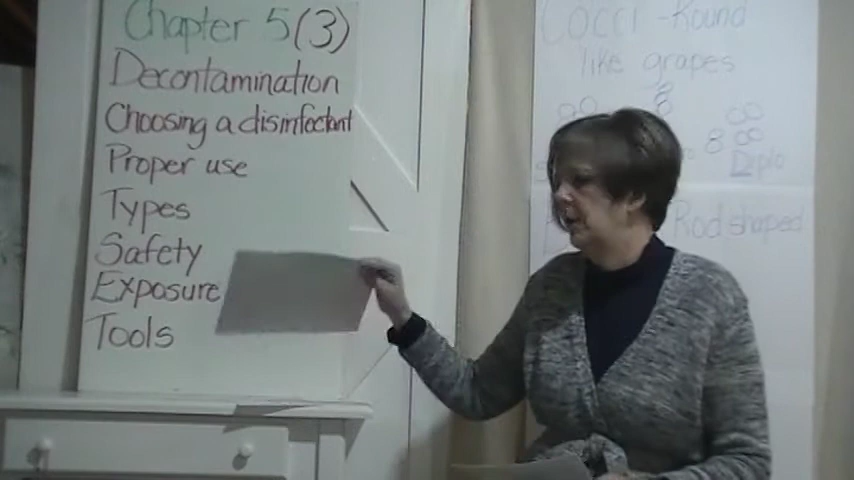 Chapter 5(3)
Decontamination
Choosing a disinfectant
Proper use
Types
Safety
Exposure
Tools
Cocci - Round
like grapes
Diplo
Rod shaped